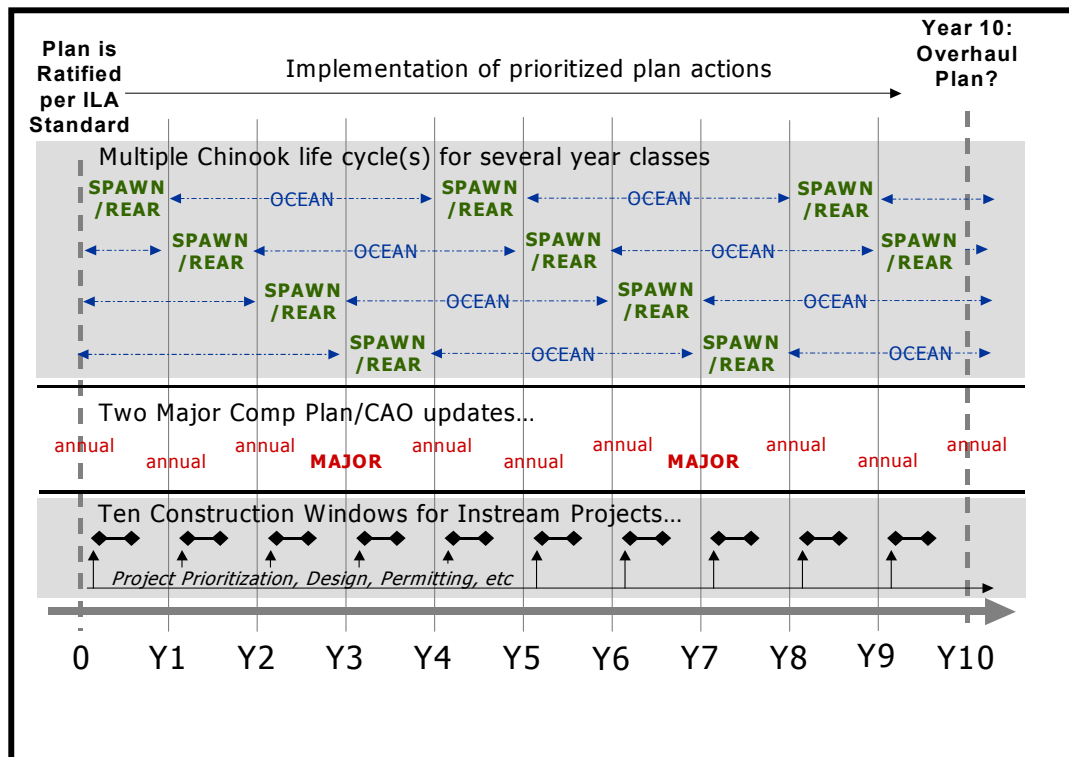 Plan is
Ratified
per ILA
Standard
Implementation of prioritized plan actions
Year 10:
Overhaul
Plan?
Multiple Chinook life cycle(s) for several year classes
SPAWN
/REAR
OCEAN
SPAWN
/REAR
OCEAN
SPAWN
/REAR
SPAWN
/REAR
OCEAN
SPAWN
/REAR
OCEAN
SPAWN
/REAR
SPAWN
/REAR
OCEAN
SPAWN
/REAR
OCEAN
SPAWN
/REAR
OCEAN
SPAWN
/REAR
OCEAN
Two Major Comp Plan/CAO updates...
annual annual annual MAJOR annual annual annual MAJOR annual annual annual
Ten Construction Windows for Instream Projects...
Project Prioritization, Design, Permitting, etc
0 Y1 Y2 Y3 Y4 Y5 Y6 Y7 Y8 Y9 Y10